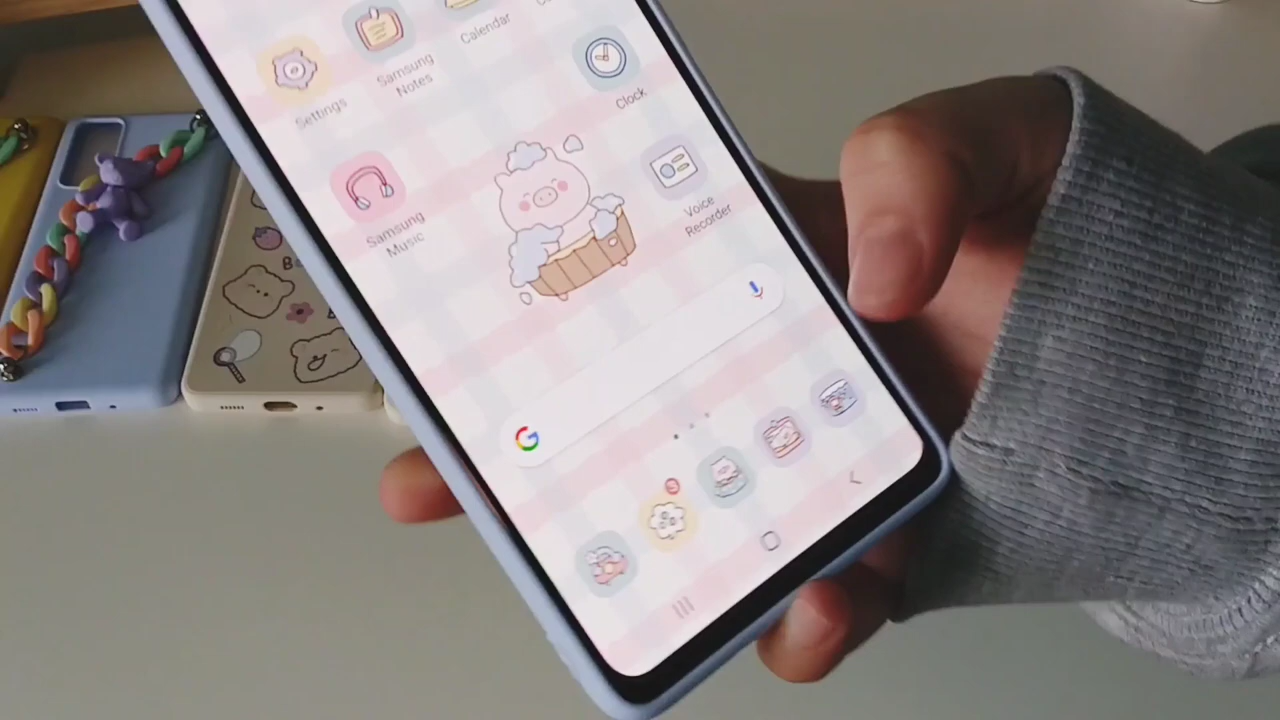 Calendar
Samsung
Notes
Settings
Clock
Samsung
Music
Voice
Recorder
G